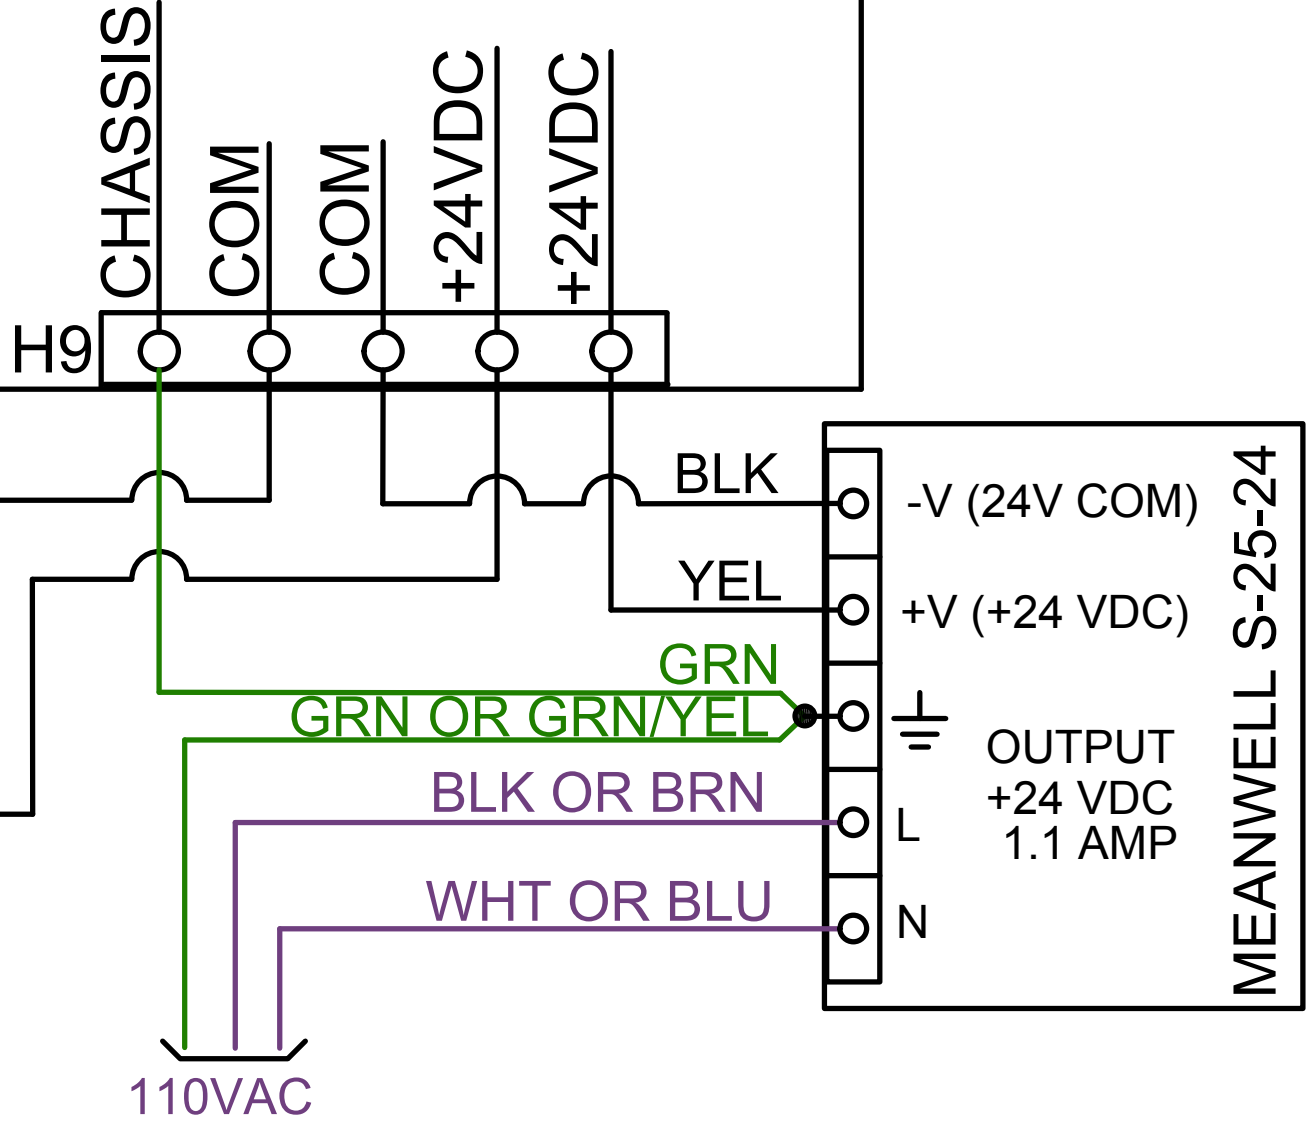 CHASSIS
COM
COM
+24VDC
+24VDC
H9
BLK
-V (24V COM)
YEL
+V (+24 VDC)
GRN
GRN OR GRN/YEL
OUTPUT
+24 VDC
1.1 AMP
BLK OR BRN
L
WHT OR BLU
N
MEANWELL S-25-24
110VAC